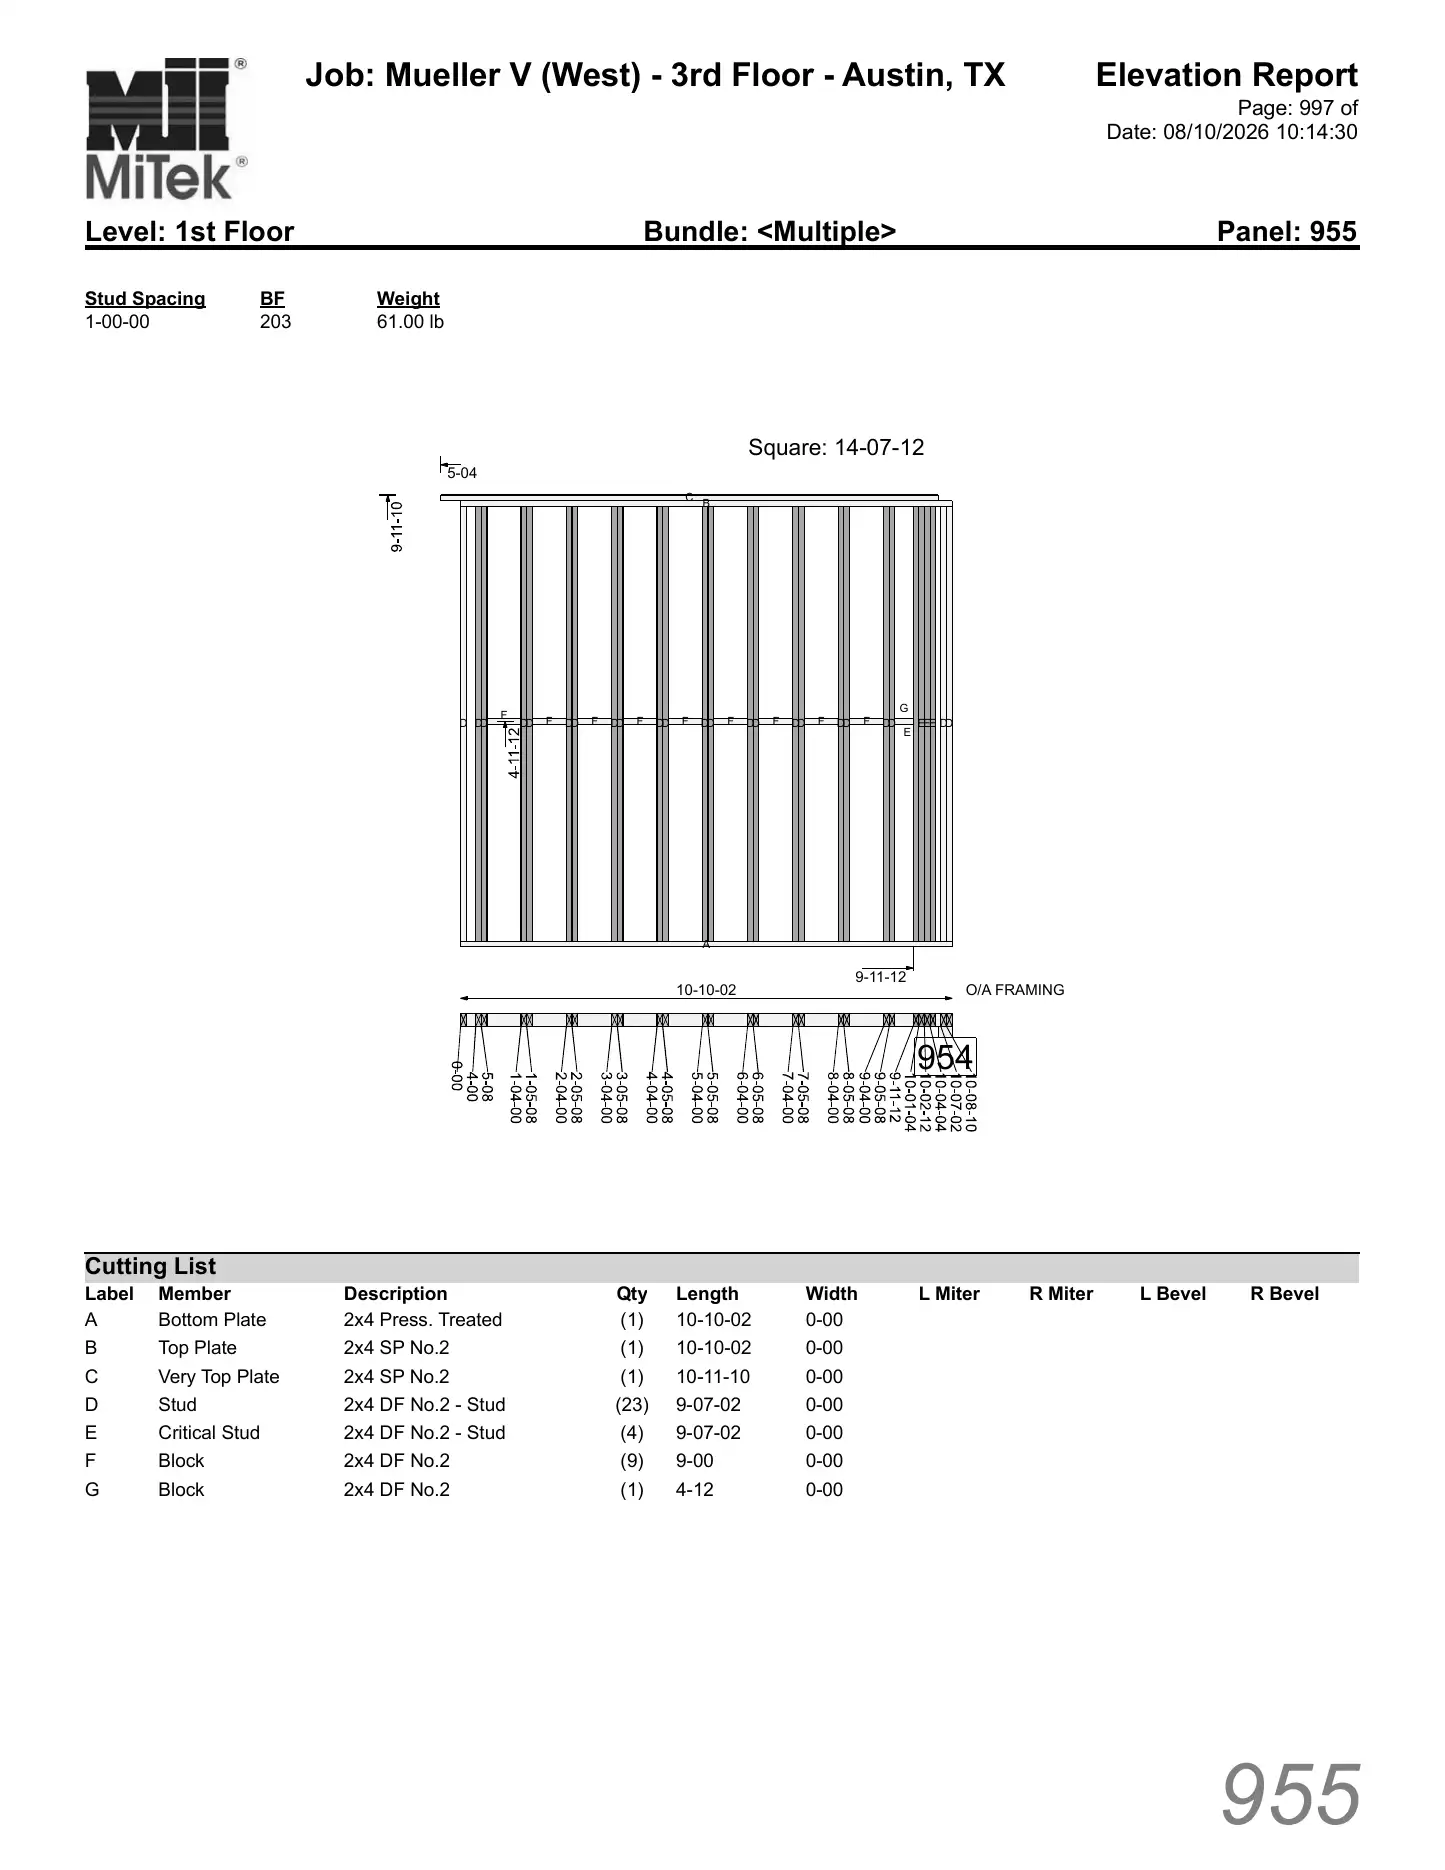 Job: Mueller V (West) - 3rd Floor - Austin, TX
Elevation Report
Page: 997 of
Date: 08/10/2026 10:14:30
MiTek®
Level: 1st Floor Bundle: <Multiple> Panel: 955
Stud Spacing BF Weight
1-00-00 203 61.00 lb
Square: 14-07-12
5-04
C
B
9-11-10
G
F
D D D D F D D F D D F D D F D D F D D F D D F D D F D D E E E E D D
E
4-11-12
A
9-11-12
10-10-02 O/A FRAMING
954
0-00 4-00 5-08 1-04-00 1-05-08 2-04-00 2-05-08 3-04-00 3-05-08 4-04-00 4-05-08 5-04-00 5-05-08 6-04-00 6-05-08 7-04-00 7-05-08 8-04-00 8-05-08 9-04-00 9-05-08 9-11-12 10-01-04 10-02-12 10-04-04 10-07-02 10-08-10
Cutting List
Label Member Description Qty Length Width L Miter R Miter L Bevel R Bevel
A Bottom Plate 2x4 Press. Treated (1) 10-10-02 0-00
B Top Plate 2x4 SP No.2 (1) 10-10-02 0-00
C Very Top Plate 2x4 SP No.2 (1) 10-11-10 0-00
D Stud 2x4 DF No.2 - Stud (23) 9-07-02 0-00
E Critical Stud 2x4 DF No.2 - Stud (4) 9-07-02 0-00
F Block 2x4 DF No.2 (9) 9-00 0-00
G Block 2x4 DF No.2 (1) 4-12 0-00
955